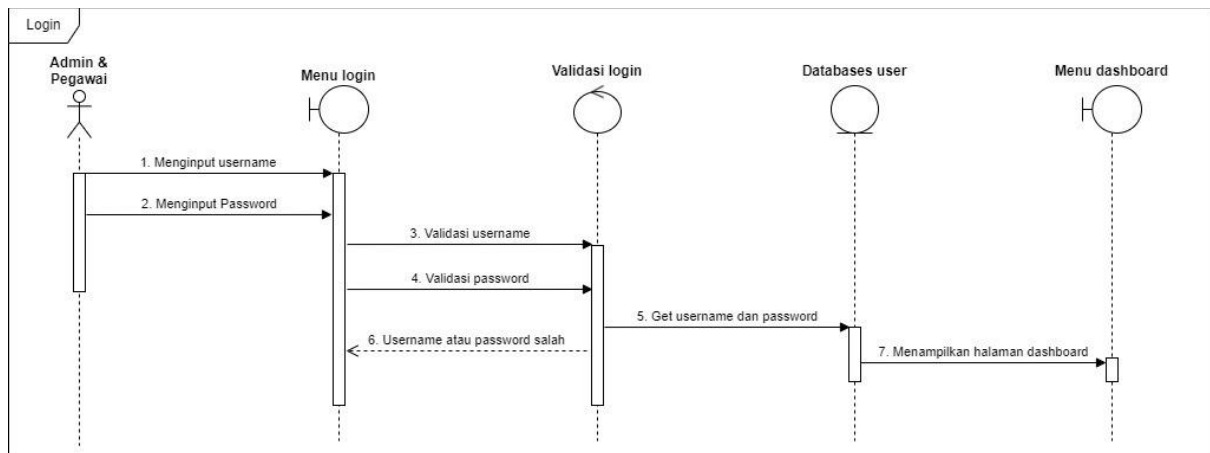 Login
Admin &
Pegawai
Menu login
Validasi login
Databases user
Menu dashboard
1. Menginput username
2. Menginput Password
3. Validasi username
4. Validasi password
5. Get username dan password
6. Username atau password salah
7. Menampilkan halaman dashboard